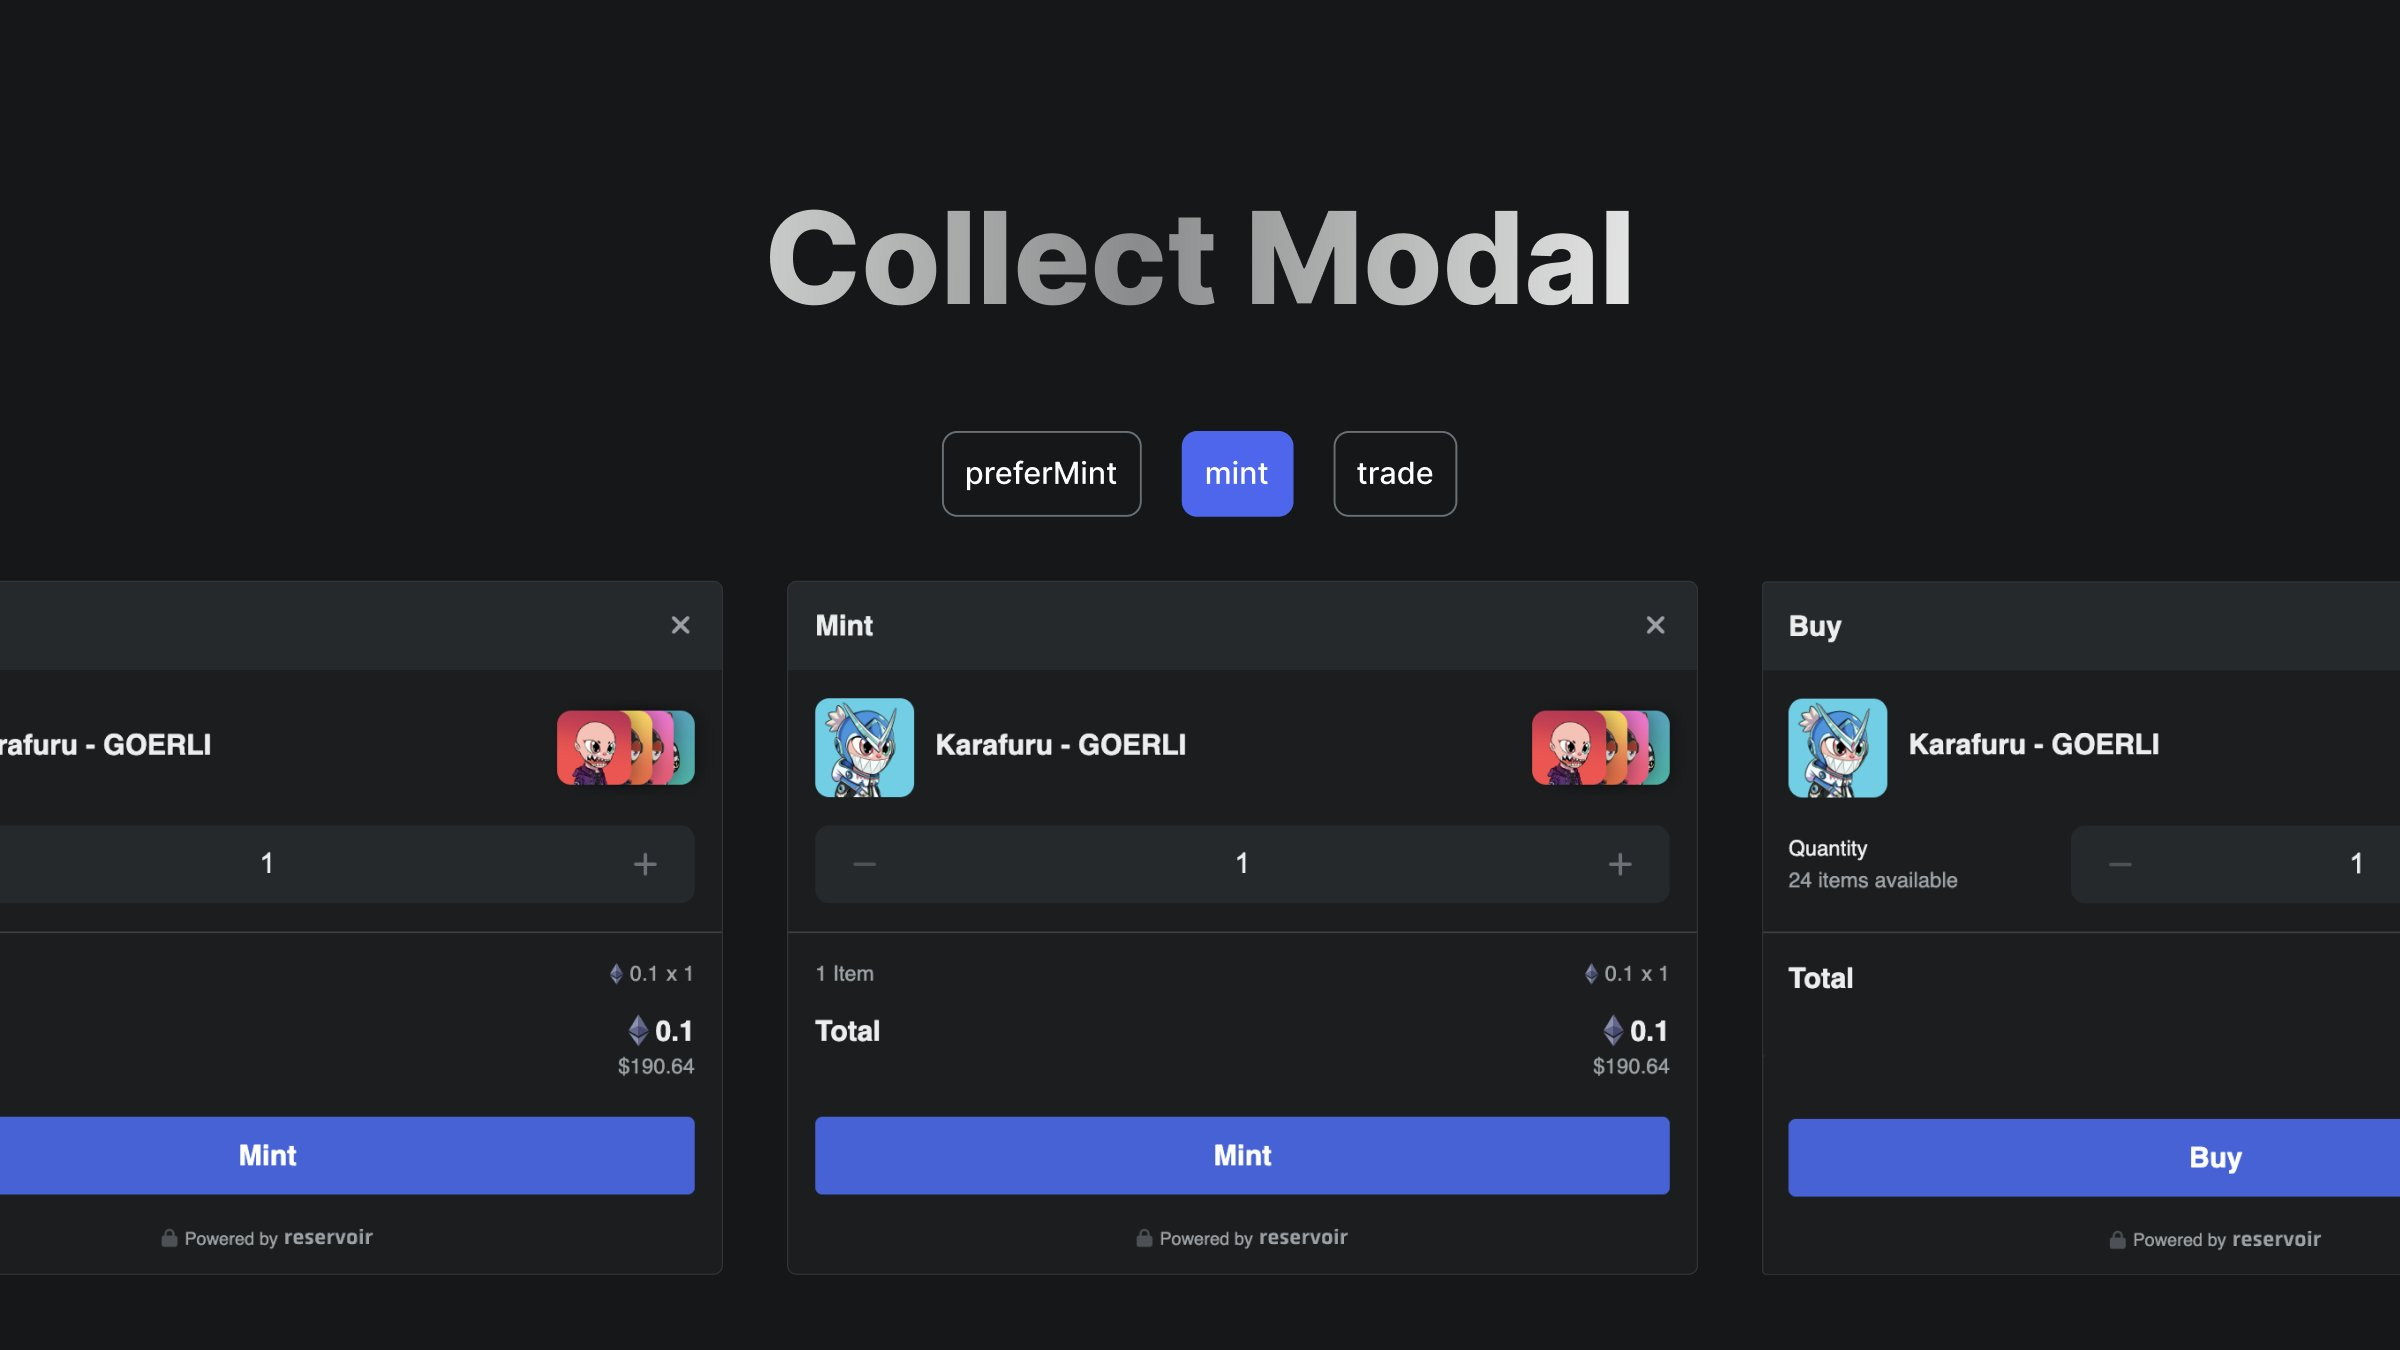 Collect Modal
preferMint
mint
trade
rafuru - GOERLI
1
0.1 x 1
0.1
$190.64
Mint
Powered by reservoir
Mint
Karafuru - GOERLI
1
1 Item
0.1 x 1
Total
0.1
$190.64
Mint
Powered by reservoir
Buy
Karafuru - GOERLI
Quantity
24 items available
1
Total
Buy
Powered by reservoir